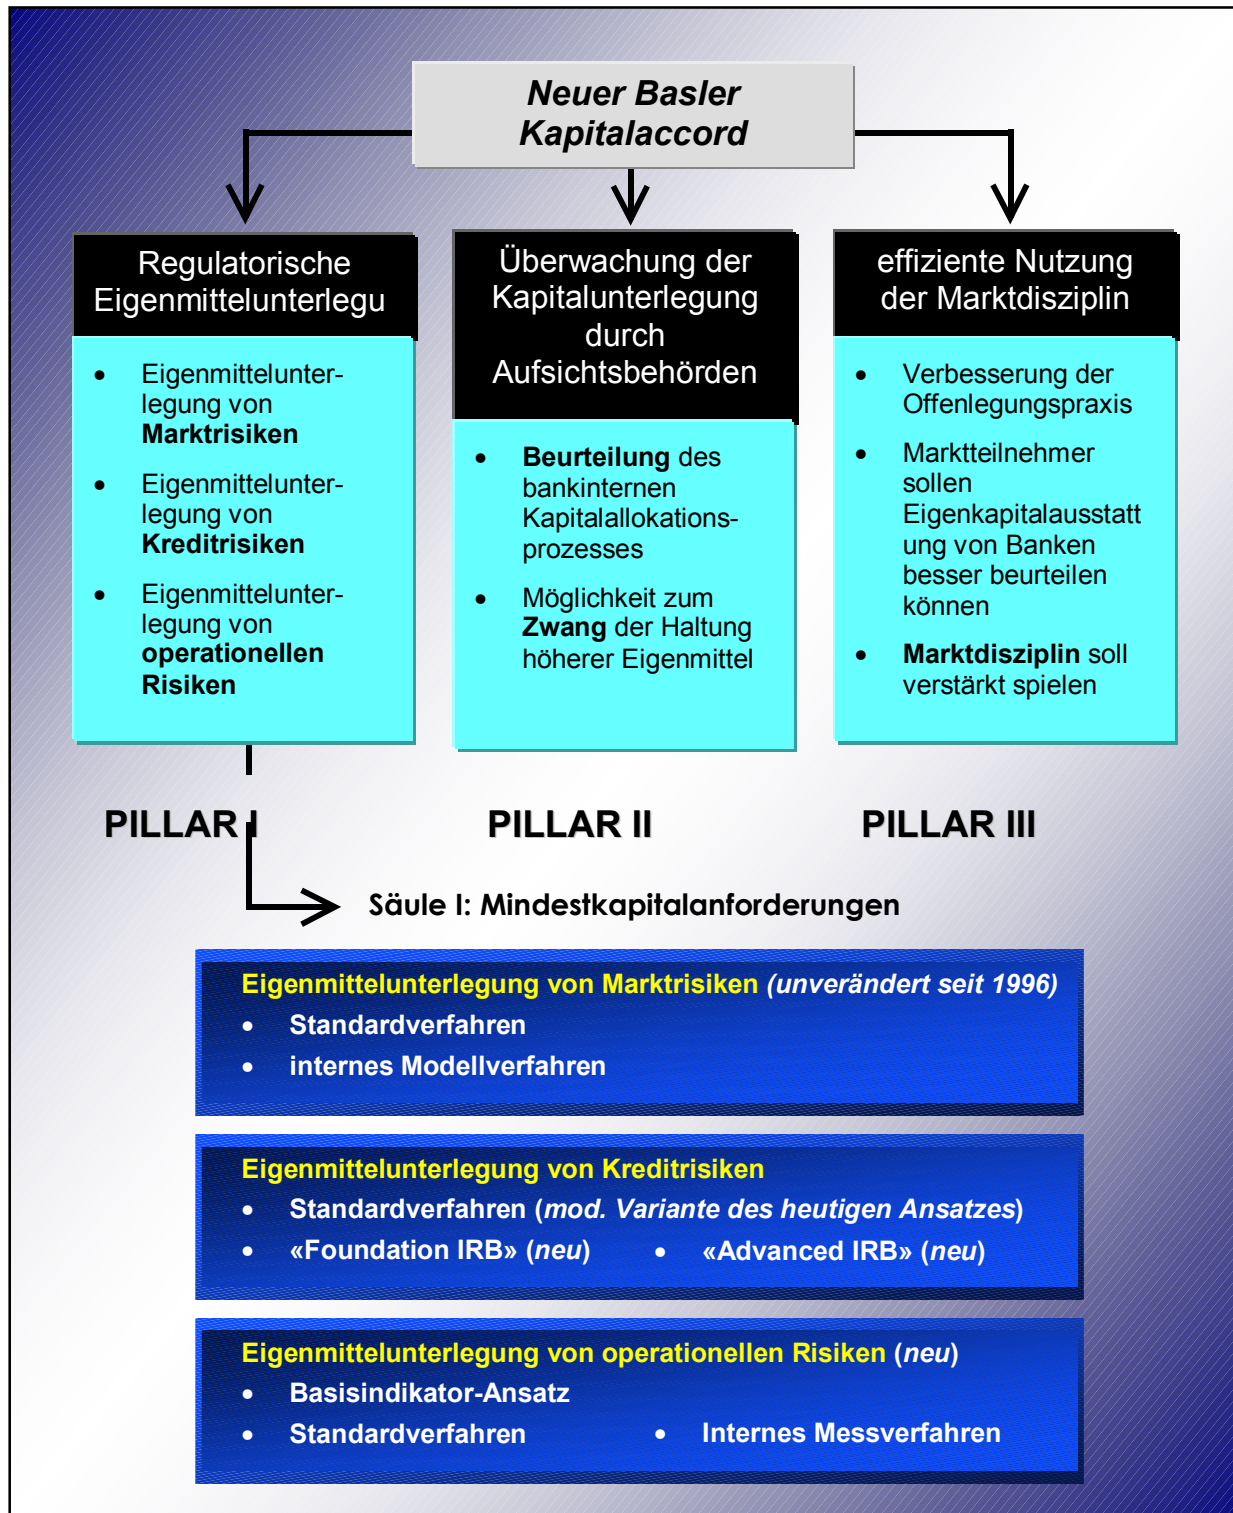 Neuer Basler
Kapitalaccord
Regulatorische
Eigenmittelunterlegu
• Eigenmittelunter-
legung von
Marktrisiken
• Eigenmittelunter-
legung von
Kreditrisiken
• Eigenmittelunter-
legung von
operationellen
Risiken
Überwachung der
Kapitalunterlegung
durch
Aufsichtsbehörden
• Beurteilung des
bankinternen
Kapitalallokations-
prozesses
• Möglichkeit zum
Zwang der Haltung
höherer Eigenmittel
effiziente Nutzung
der Marktdisziplin
• Verbesserung der
Offenlegungspraxis
• Marktteilnehmer
sollen
Eigenkapitalausstatt
ung von Banken
besser beurteilen
können
• Marktdisziplin soll
verstärkt spielen
PILLAR I
PILLAR II
PILLAR III
Säule I: Mindestkapitalanforderungen
Eigenmittelunterlegung von Marktrisiken (unverändert seit 1996)
• Standardverfahren
• internes Modellverfahren
Eigenmittelunterlegung von Kreditrisiken
• Standardverfahren (mod. Variante des heutigen Ansatzes)
• «Foundation IRB» (neu) • «Advanced IRB» (neu)
Eigenmittelunterlegung von operationellen Risiken (neu)
• Basisindikator-Ansatz
• Standardverfahren • Internes Messverfahren